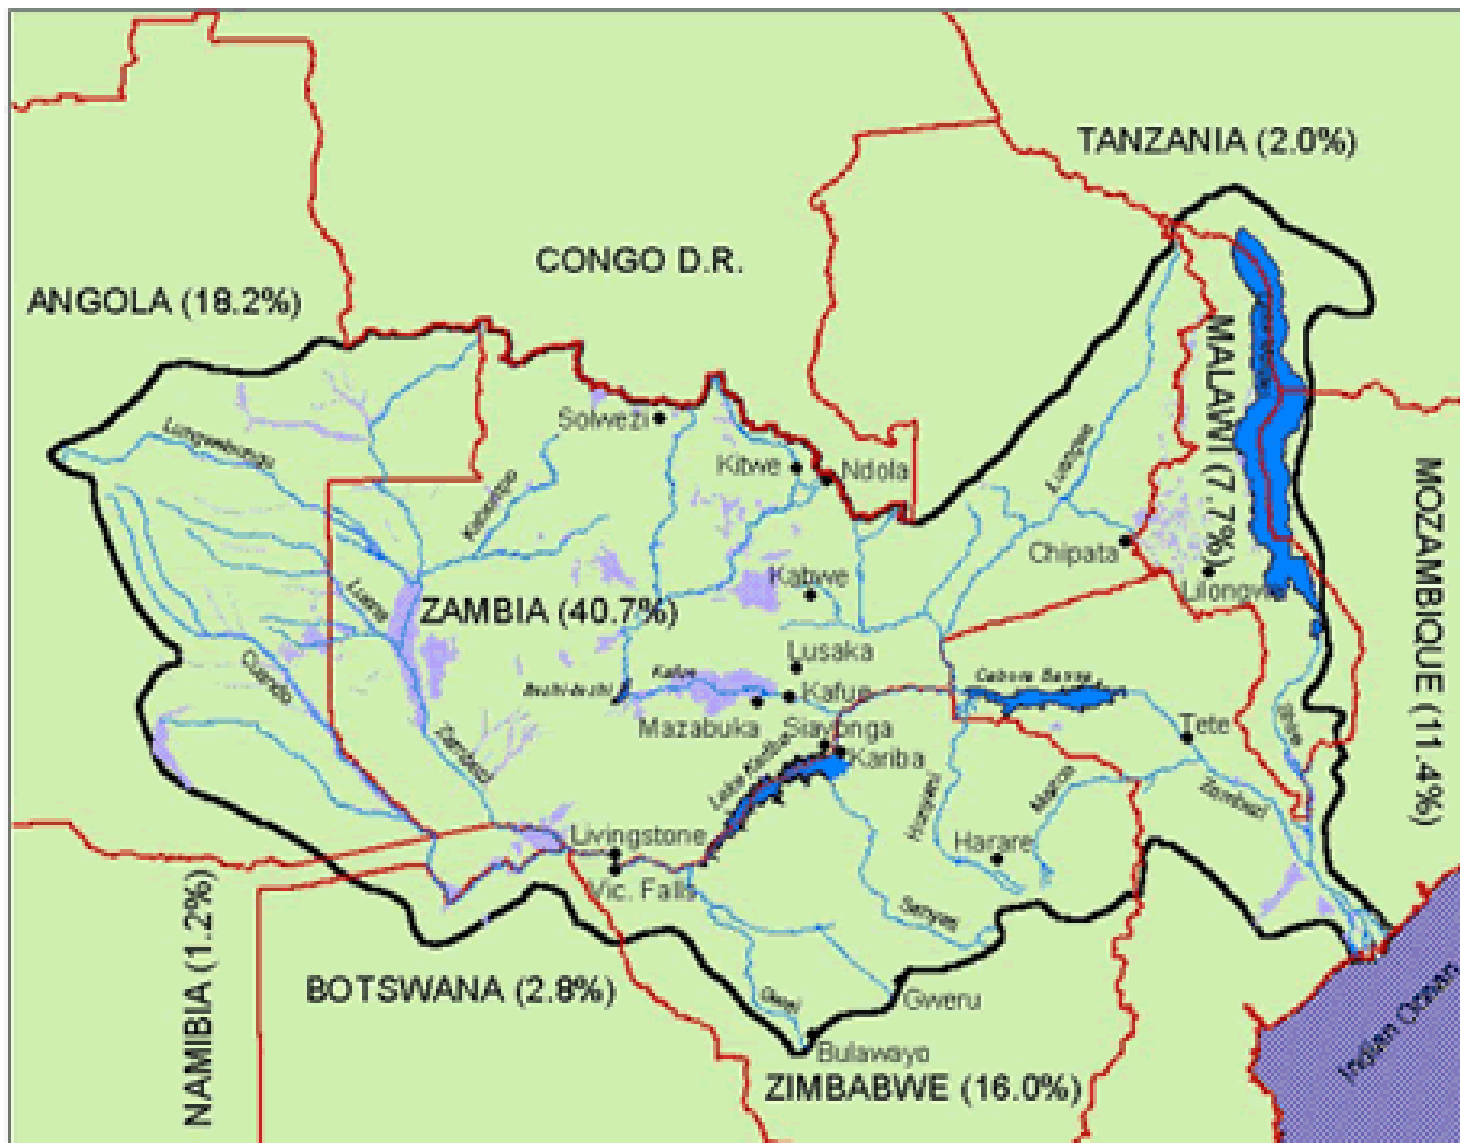 TANZANIA (2.0%)
CONGO D.R.
ANGOLA (18.2%)
MALAWI (7.7%)
Solwezi
Lungwebungu
Kitwe
Ndola
Luangwa
Kabompo
MOZAMBIQUE (11.4%)
Chipata
Kabwe
Lilongwe
Luena
ZAMBIA (40.7%)
Lusaka
Cuando
Kafue
Itezhi-tezhi
Kafue
Cabora Bassa
Mazabuka
Siavonga
Tete
Shire
Zambezi
Lake Kariba
Kariba
Hunyani
Mazoe
Zambezi
Livingstone
Harare
Vic. Falls
Sanyati
NAMIBIA (1.2%)
BOTSWANA (2.8%)
Gwai
Gweru
Bulawayo
ZIMBABWE (16.0%)
Indian Ocean